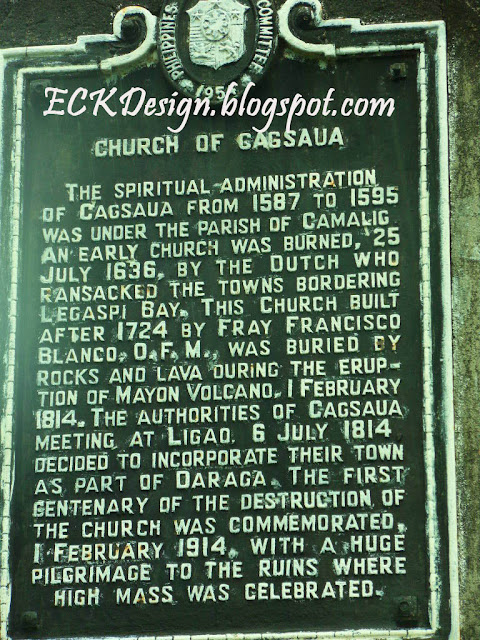 PHILIPPINES
COMMITTEE
ECKDesign.blogspot.com
CHURCH OF CAGSAUA
THE SPIRITUAL ADMINISTRATION
OF CAGSAUA FROM 1587 TO 1595
WAS UNDER THE PARISH OF CAMALIG.
AN EARLY CHURCH WAS BURNED, 25
JULY 1636, BY THE DUTCH WHO
RANSACKED THE TOWNS BORDERING
LEGASPI BAY. THIS CHURCH BUILT
AFTER 1724 BY FRAY FRANCISCO
BLANCO, O.F.M., WAS BURIED BY
ROCKS AND LAVA DURING THE ERUP-
TION OF MAYON VOLCANO, 1 FEBRUARY
1814. THE AUTHORITIES OF CAGSAUA
MEETING AT LIGAO, 6 JULY 1814
DECIDED TO INCORPORATE THEIR TOWN
AS PART OF DARAGA. THE FIRST
CENTENARY OF THE DESTRUCTION OF
THE CHURCH WAS COMMEMORATED,
1 FEBRUARY 1914, WITH A HUGE
PILGRIMAGE TO THE RUINS WHERE
HIGH MASS WAS CELEBRATED.